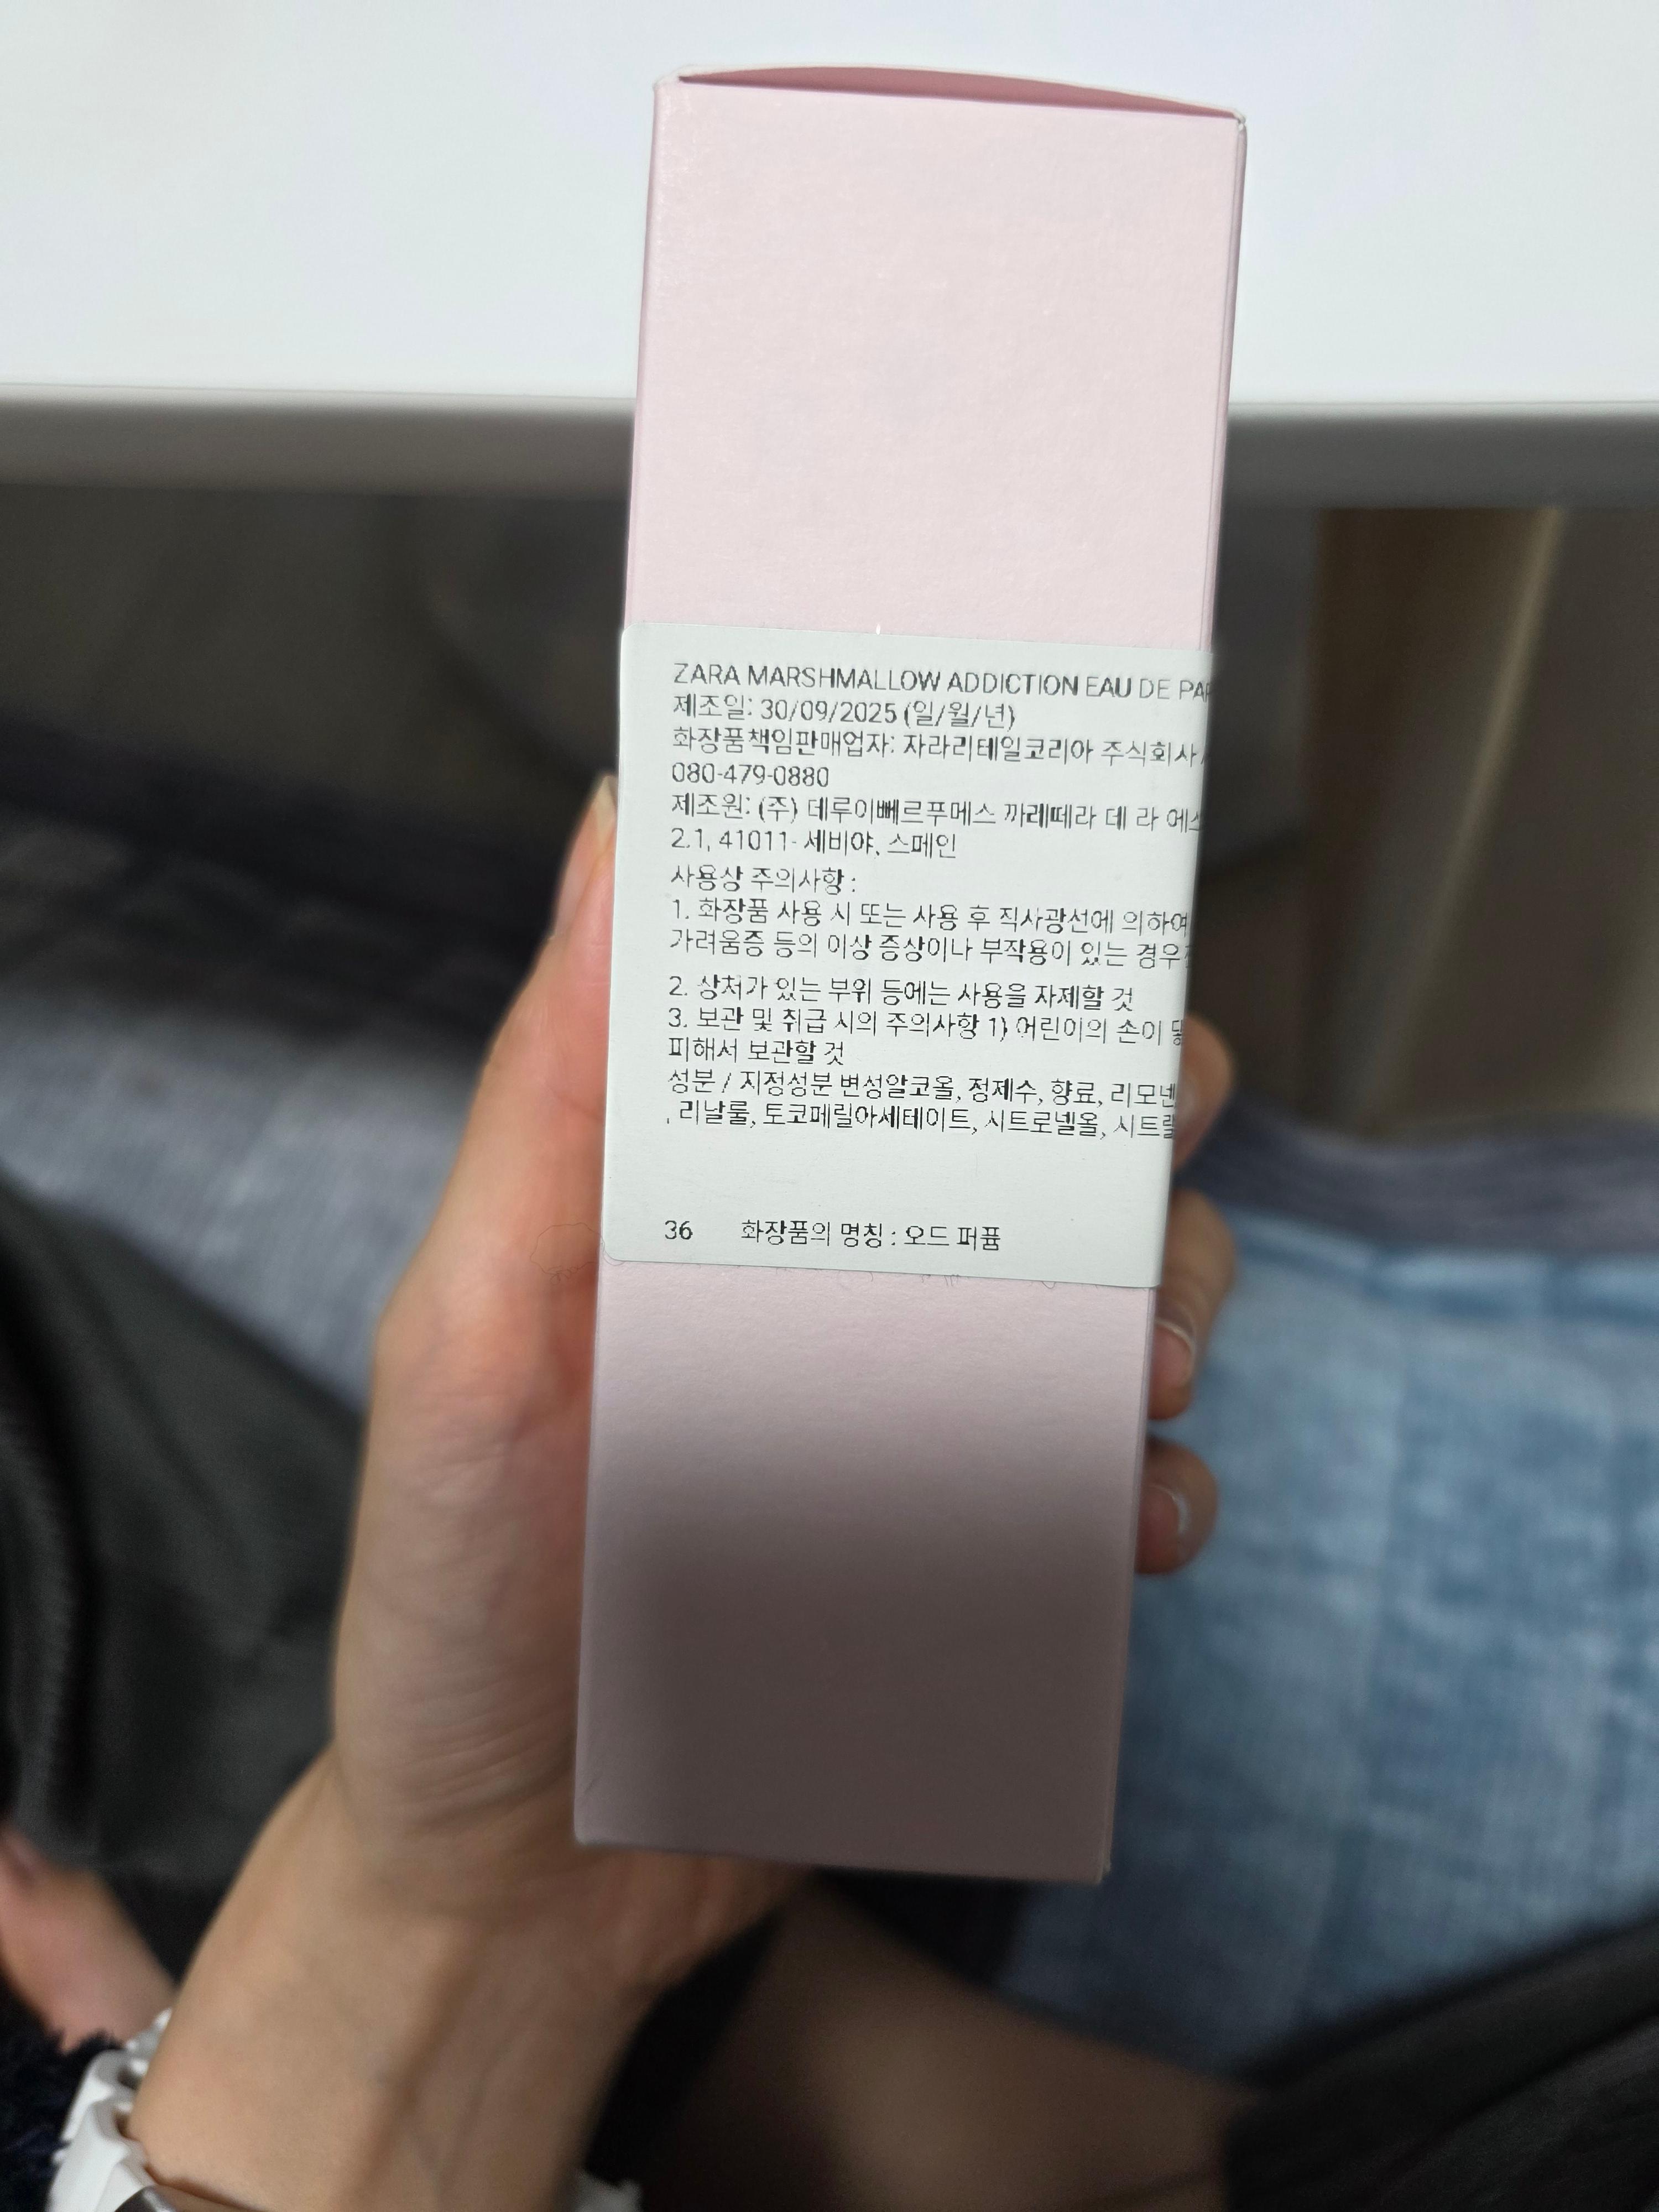 ZARA MARSHMALLOW ADDICTION EAU DE
제조일: 30/09/2025 (일/월/년)
화장품책임판매업자: 자라리테일코리아 주식회사
080-479-0880
제조원: (주) 데루이뻬르푸메스 까레떼라 데 라
2.1, 41011- 세비야, 스페인
사용상 주의사항 :
1. 화장품 사용 시 또는 사용 후 직사광선에 의하여
가려움증 등의 이상 증상이나 부작용이 있는 경우
2. 상처가 있는 부위 등에는 사용을 자제할 것
3. 보관 및 취급 시의 주의사항 1) 어린이의 손이
피해서 보관할 것
성분 / 지정성분 변성알코올, 정제수, 향료,
, 리날룰, 토코페릴아세테이트, 시트로넬올,
36 화장품의 명칭 : 오드 퍼퓸